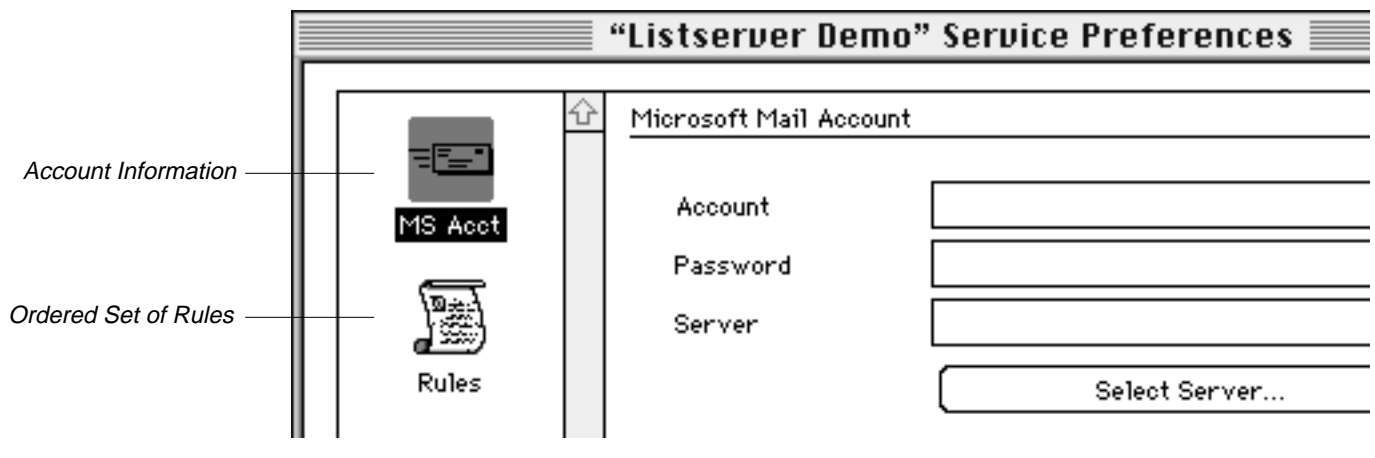 “Listserver Demo” Service Preferences
Account Information
MS Acct
Ordered Set of Rules
Rules
Microsoft Mail Account
Account
Password
Server
Select Server...